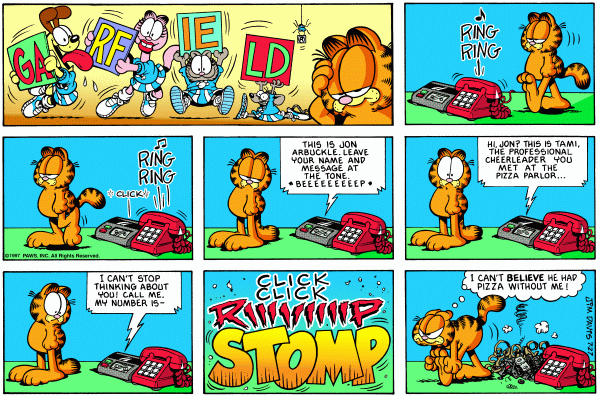 GA
RF
IE
LD
RING
RING
RING
RING
CLICK
©1997 PAWS, INC. All Rights Reserved.
THIS IS JON
ARBUCKLE. LEAVE
YOUR NAME AND
MESSAGE AT
THE TONE.
*BEEEEEEEEEP*
HI, JON? THIS IS TAMI,
THE PROFESSIONAL
CHEERLEADER YOU
MET AT THE
PIZZA PARLOR...
I CAN'T STOP
THINKING ABOUT
YOU! CALL ME.
MY NUMBER IS-
CLICK
CLICK
RIIIVIIIIP
STOMP
I CAN'T BELIEVE HE HAD
PIZZA WITHOUT ME!
JIM DAVIS 7-27